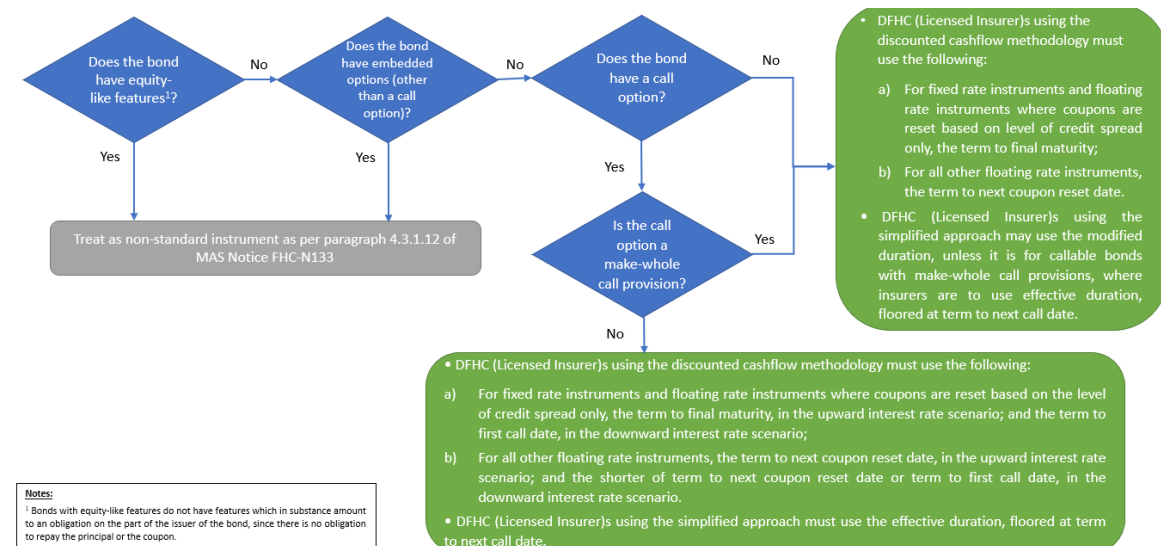 Does the bond
have equity-
like features¹?
No
Does the bond
have embedded
options (other
than a call
option)?
No
Does the bond
have a call
option?
No
Yes
Yes
Yes
Treat as non-standard instrument as per paragraph 4.3.1.12 of
MAS Notice FHC-N133
Is the call
option a
make-whole
call provision?
Yes
No
• DFHC (Licensed Insurer)s using the
discounted cashflow methodology must
use the following:
a) For fixed rate instruments and floating
rate instruments where coupons are
reset based on level of credit spread
only, the term to final maturity;
b) For all other floating rate instruments,
the term to next coupon reset date.
• DFHC (Licensed Insurer)s using the
simplified approach may use the modified
duration, unless it is for callable bonds
with make-whole call provisions, where
insurers are to use effective duration,
floored at term to next call date.
• DFHC (Licensed Insurer)s using the discounted cashflow methodology must use the following:
a) For fixed rate instruments and floating rate instruments where coupons are reset based on the level
of credit spread only, the term to final maturity, in the upward interest rate scenario; and the term to
first call date, in the downward interest rate scenario;
b) For all other floating rate instruments, the term to next coupon reset date, in the upward interest rate
scenario; and the shorter of term to next coupon reset date or term to first call date, in the
downward interest rate scenario.
• DFHC (Licensed Insurer)s using the simplified approach must use the effective duration, floored at term
to next call date.
Notes:
¹ Bonds with equity-like features do not have features which in substance amount
to an obligation on the part of the issuer of the bond, since there is no obligation
to repay the principal or the coupon.